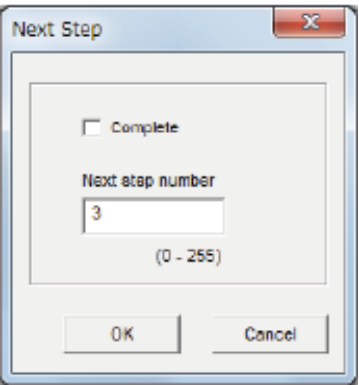 Next Step
Complete
Next step number
3
(0 - 255)
OK
Cancel